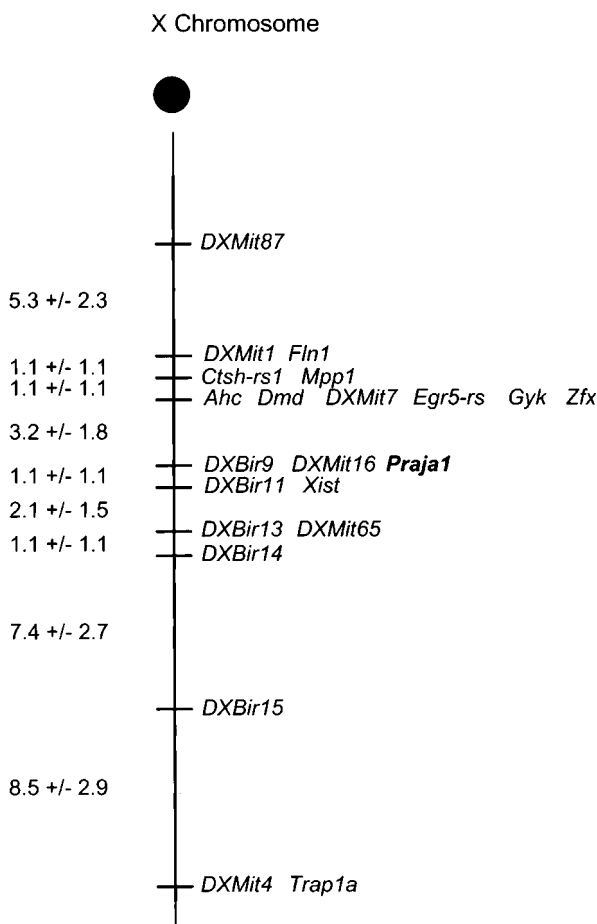 X Chromosome
DXMit87
5.3 +/- 2.3
DXMit1 Fln1
1.1 +/- 1.1
Ctsh-rs1 Mpp1
1.1 +/- 1.1
Ahc Dmd DXMit7 Egr5-rs Gyk Zfx
3.2 +/- 1.8
DXBir9 DXMit16 Praja1
1.1 +/- 1.1
DXBir11 Xist
2.1 +/- 1.5
DXBir13 DXMit65
1.1 +/- 1.1
DXBir14
7.4 +/- 2.7
DXBir15
8.5 +/- 2.9
DXMit4 Trap1a